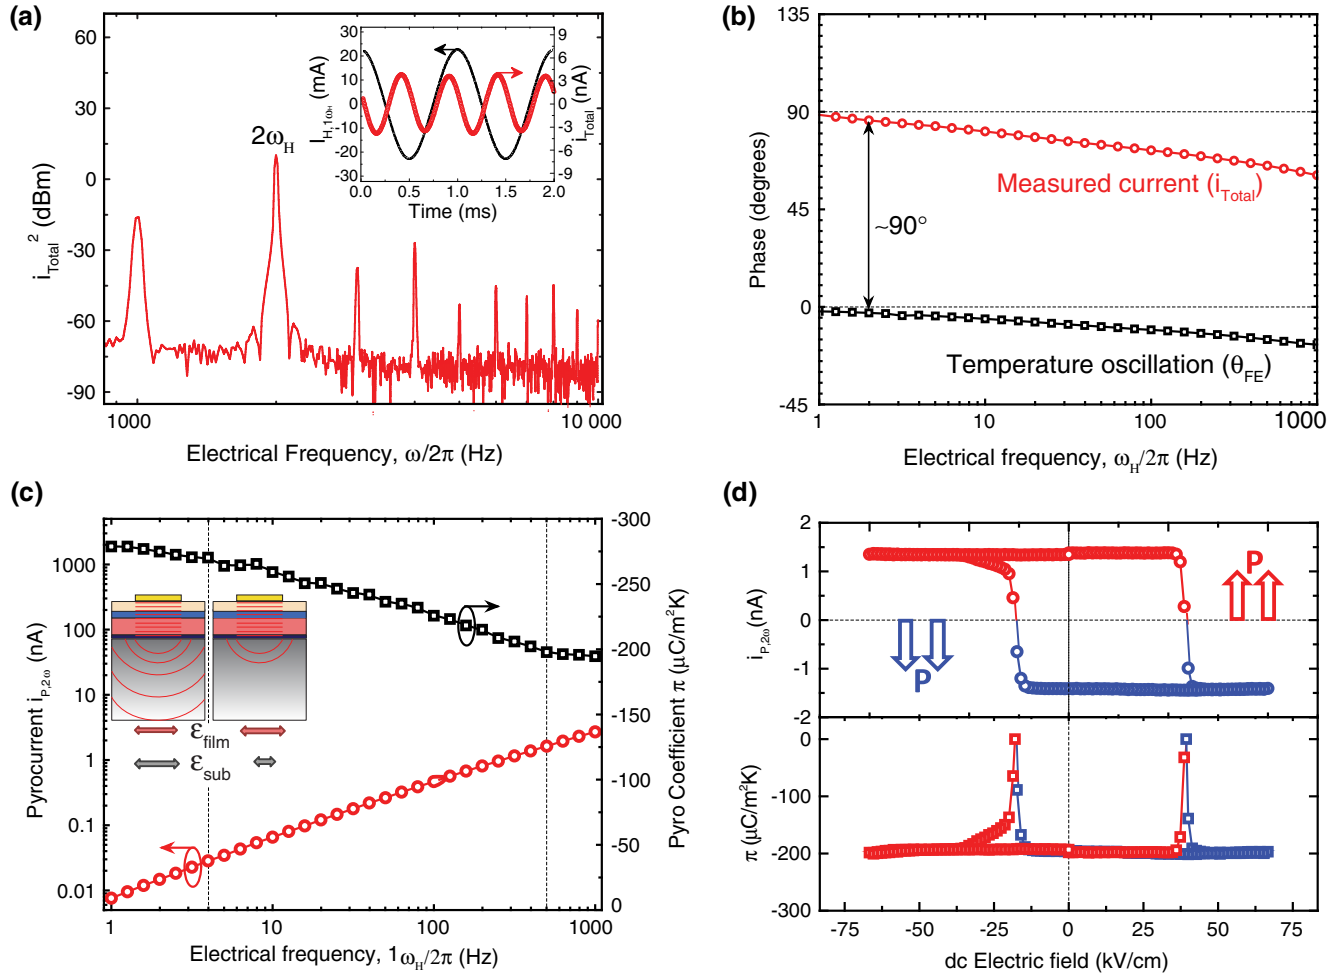 (a)
60
30
0
-30
-60
-90
i_Total^2 (dBm)
2ω_H
1000
10 000
Electrical Frequency, ω/2π (Hz)
30
20
10
0
-10
-20
-30
I_H,1ω_H (mA)
9
6
3
0
-3
-6
-9
i_Total (nA)
0.0
0.5
1.0
1.5
2.0
Time (ms)
(b)
135
90
45
0
-45
Phase (degrees)
Measured current (i_Total)
~90°
Temperature oscillation (θ_FE)
1
10
100
1000
Electrical frequency, ω_H/2π (Hz)
(c)
1000
100
10
1
0.1
0.01
Pyrocurrent i_P,2ω (nA)
-300
-250
-200
-150
-100
-50
0
Pyro Coefficient π (μC/m²K)
ε_film
ε_sub
1
10
100
1000
Electrical frequency, 1ω_H/2π (Hz)
(d)
2
1
0
-1
-2
i_P,2ω (nA)
P
P
0
-100
-200
-300
π (μC/m²K)
-75
-50
-25
0
25
50
75
dc Electric field (kV/cm)